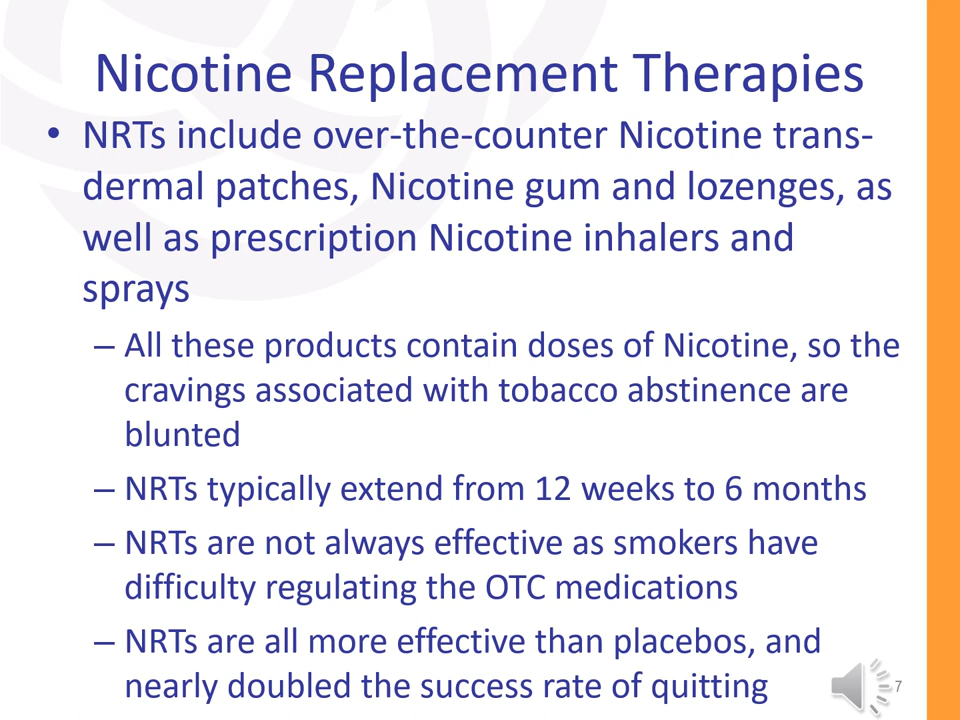 Nicotine Replacement Therapies
• NRTs include over-the-counter Nicotine trans-
dermal patches, Nicotine gum and lozenges, as
well as prescription Nicotine inhalers and
sprays
– All these products contain doses of Nicotine, so the
cravings associated with tobacco abstinence are
blunted
– NRTs typically extend from 12 weeks to 6 months
– NRTs are not always effective as smokers have
difficulty regulating the OTC medications
– NRTs are all more effective than placebos, and
nearly doubled the success rate of quitting
7